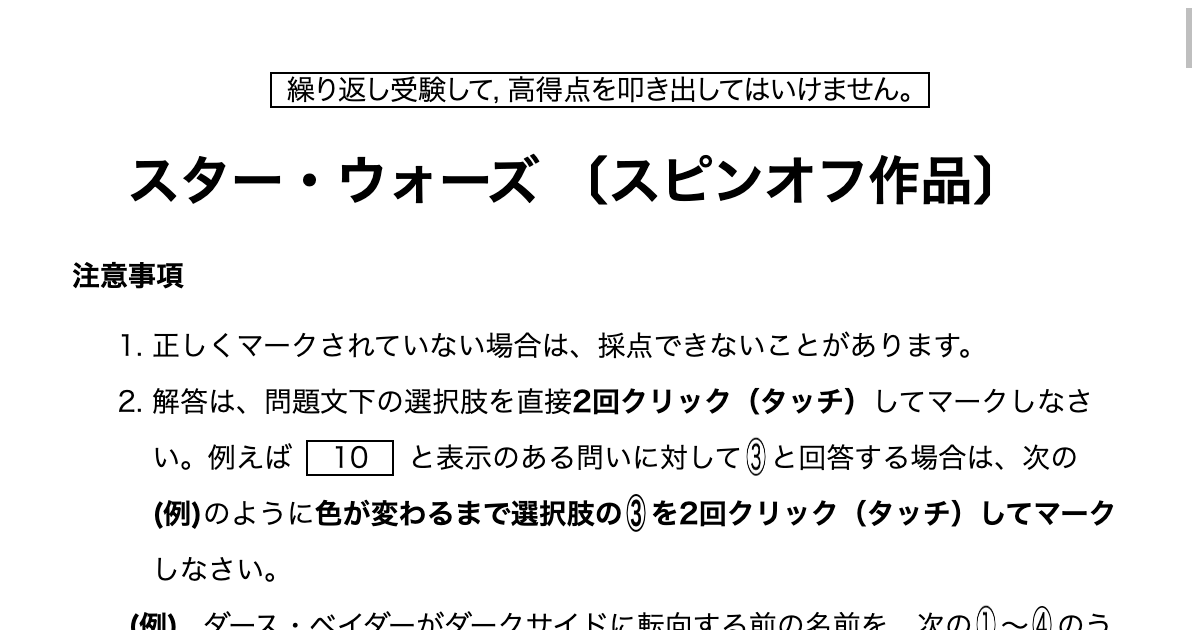 繰り返し受験して, 高得点を叩き出してはいけません。
スター・ウォーズ 〔スピンオフ作品〕
注意事項
1. 正しくマークされていない場合は、採点できないことがあります。
2. 解答は、問題文下の選択肢を直接2回クリック（タッチ）してマークしなさ
い。例えば 10 と表示のある問いに対して③と回答する場合は、次の
(例)のように色が変わるまで選択肢の③を2回クリック（タッチ）してマーク
しなさい。
(例) ダース・ベイダーがダークサイドに転向する前の名前を、次の①～④のう